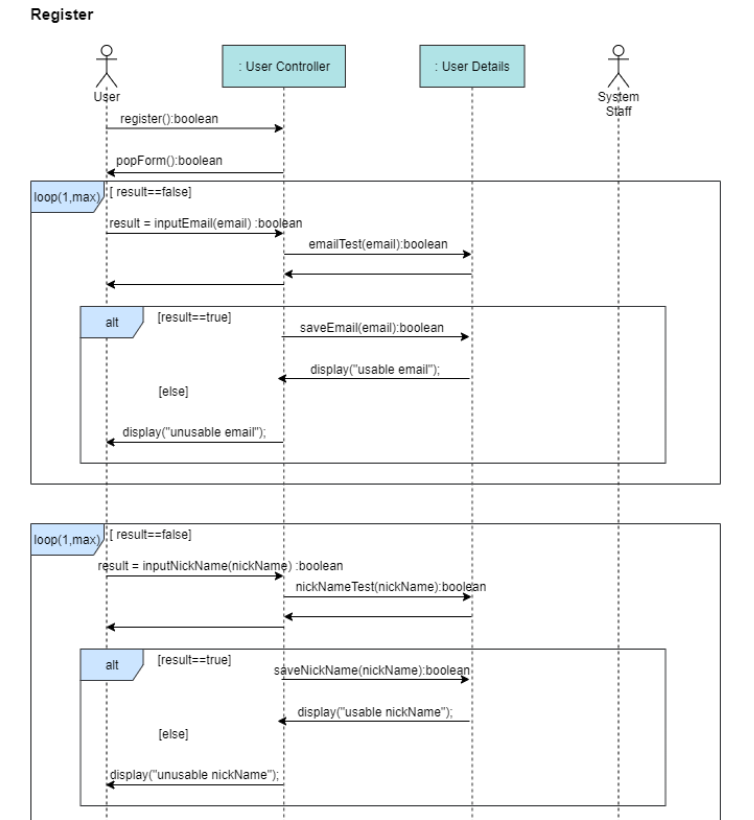 Register
: User Controller
: User Details
User
System
Staff
register():boolean
popForm():boolean
loop(1,max)
[ result==false]
result = inputEmail(email) :boolean
emailTest(email):boolean
alt
[result==true]
saveEmail(email):boolean
display("usable email");
[else]
display("unusable email");
loop(1,max)
[ result==false]
result = inputNickName(nickName) :boolean
nickNameTest(nickName):boolean
alt
[result==true]
saveNickName(nickName):boolean
display("usable nickName");
[else]
display("unusable nickName");